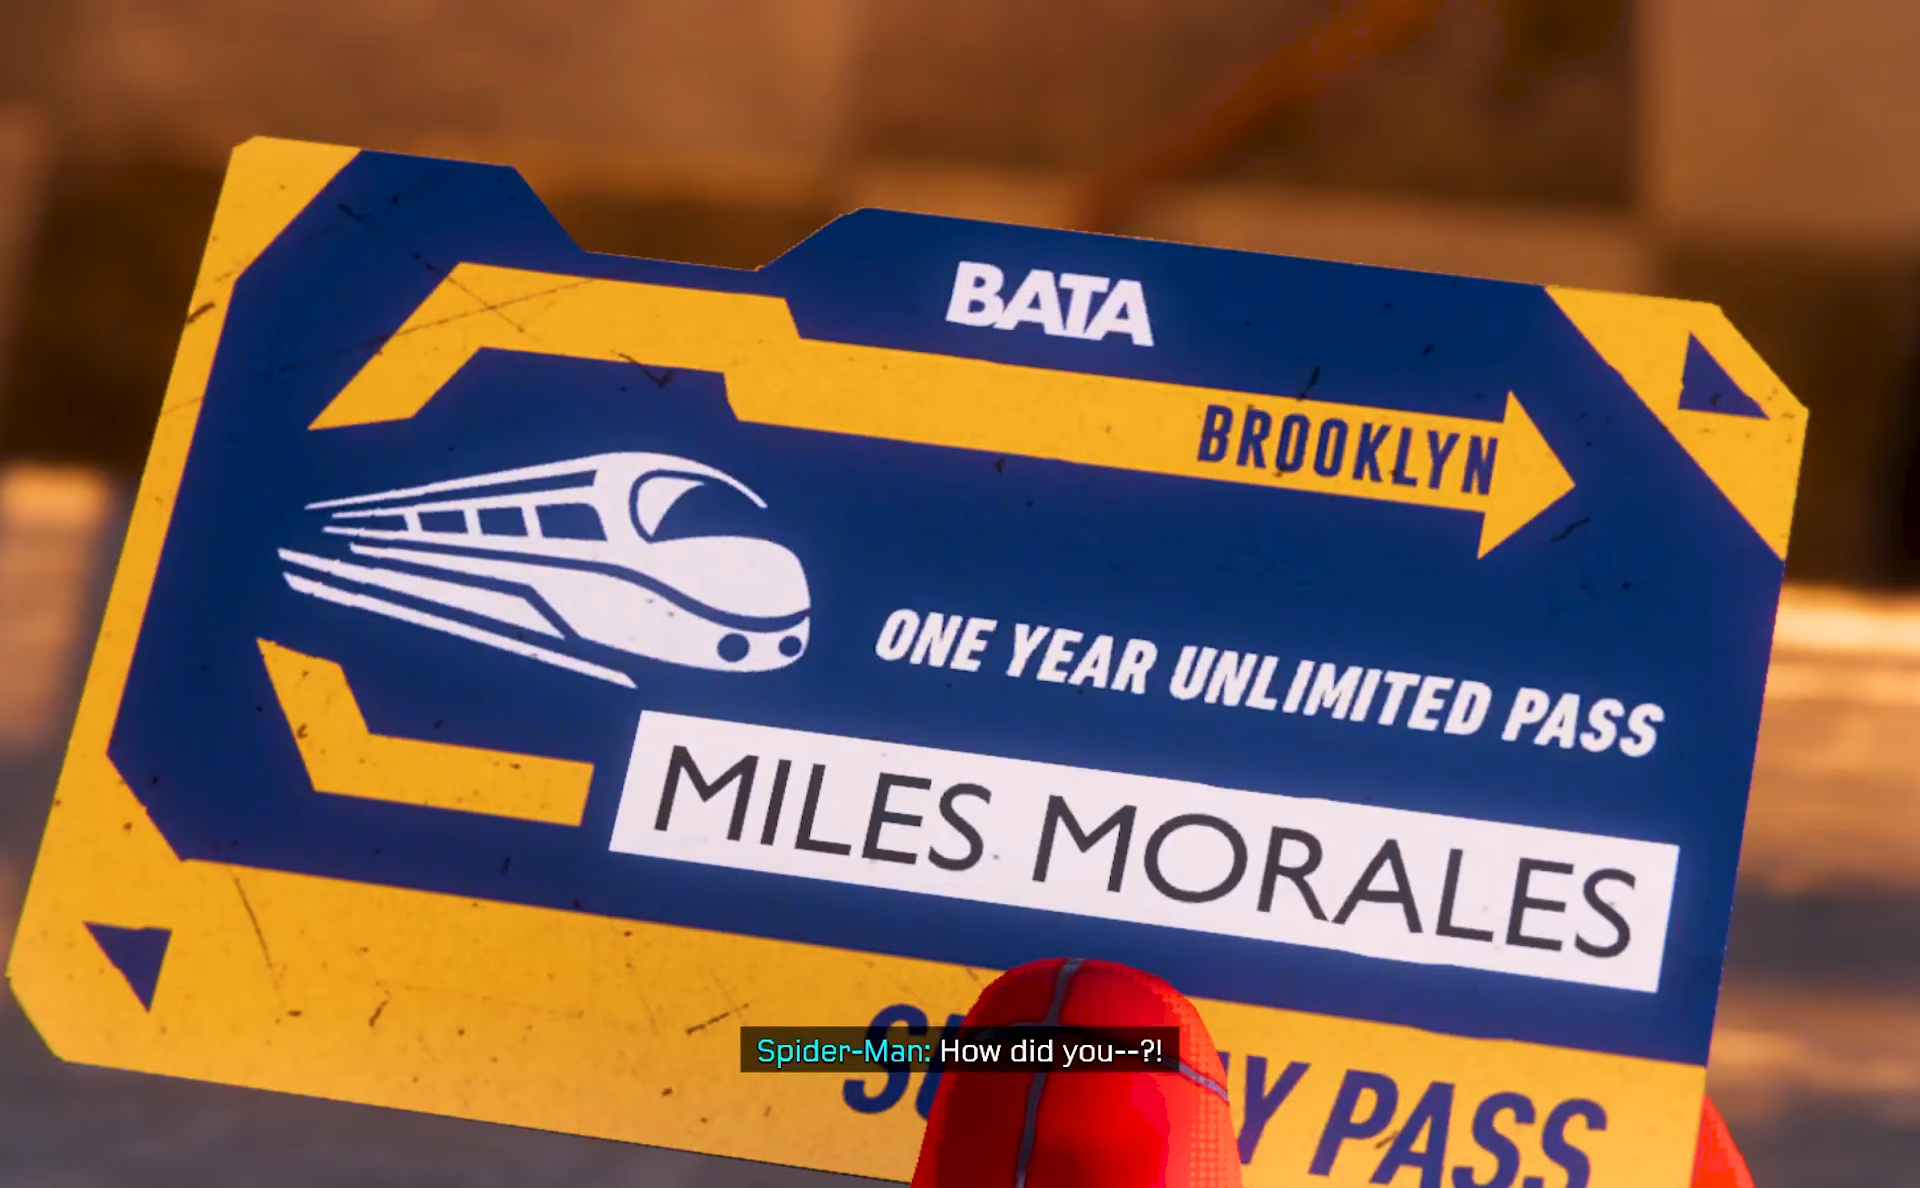 BATA
BROOKLYN
ONE YEAR UNLIMITED PASS
MILES MORALES
PASS
Spider-Man: How did you--?!